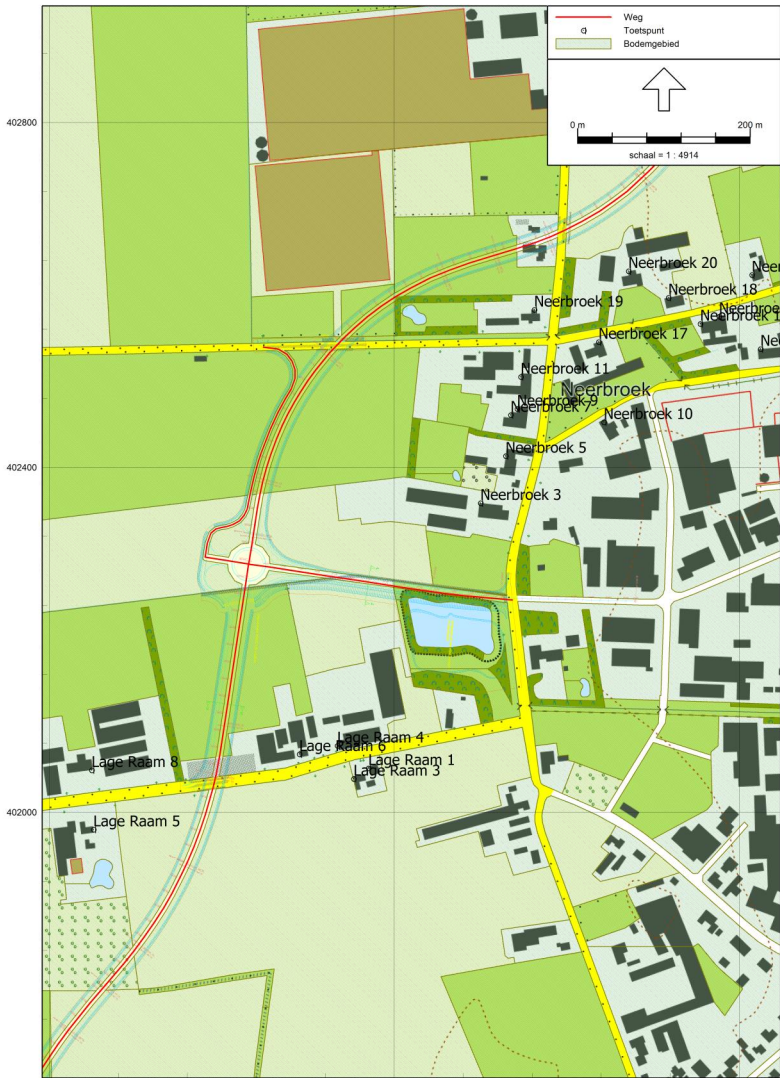 Weg
Toetspunt
Bodemgebied
0 m
200 m
schaal = 1 : 4914
402800
Neerbroek 20
Neerbroek 18
Neerbroek 19
Neerbroek 17
Neerbroek 11
Neerbroek
Neerbroek 9
Neerbroek 7
Neerbroek 10
402400
Neerbroek 5
Neerbroek 3
Lage Raam 4
Lage Raam 6
Lage Raam 1
Lage Raam 8
Lage Raam 3
402000
Lage Raam 5